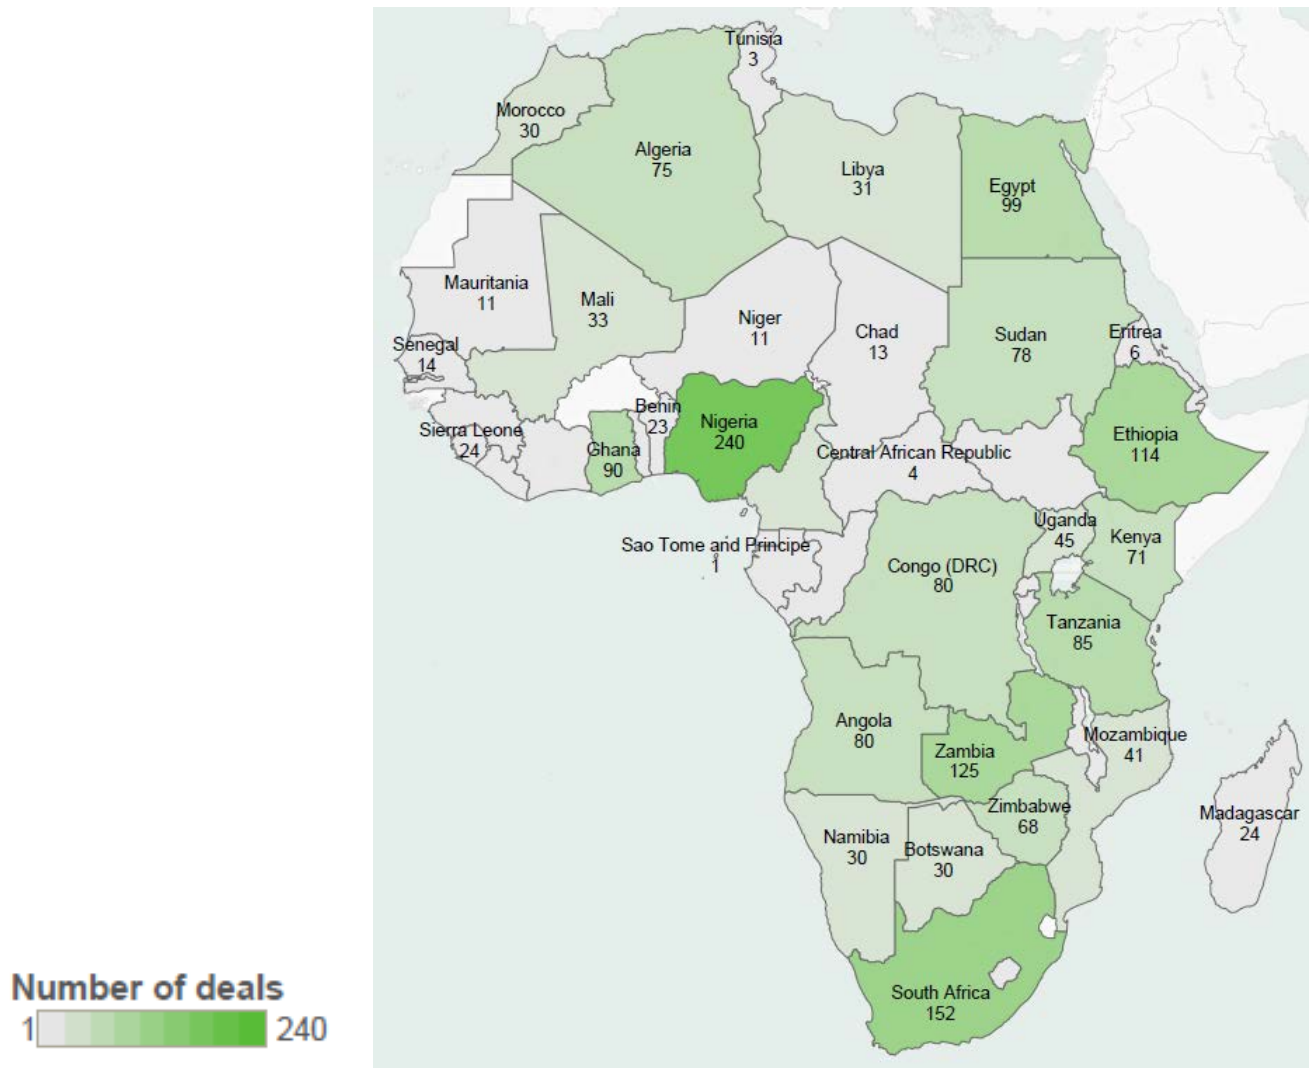 Tunisia
3
Morocco
30
Algeria
75
Libya
31
Egypt
99
Mauritania
11
Mali
33
Niger
11
Chad
13
Sudan
78
Eritrea
6
Senegal
14
Benin
23
Nigeria
240
Sierra Leone
24
Ghana
90
Central African Republic
4
Ethiopia
114
Uganda
45
Kenya
71
Sao Tome and Principe
1
Congo (DRC)
80
Tanzania
85
Angola
80
Zambia
125
Mozambique
41
Zimbabwe
68
Madagascar
24
Namibia
30
Botswana
30
South Africa
152
Number of deals
1 240